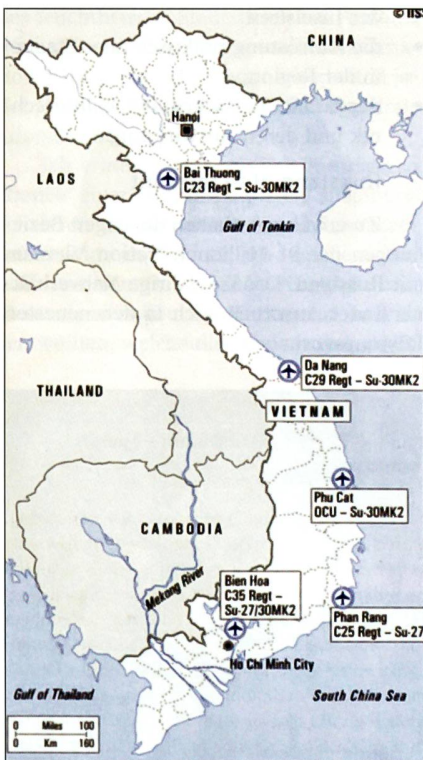 © IISS
CHINA
Hanoi
LAOS
Bai Thuong
C23 Regt – Su-30MK2
Gulf of Tonkin
Da Nang
C29 Regt – Su-30MK2
THAILAND
VIETNAM
Phu Cat
OCU – Su-30MK2
CAMBODIA
Mekong River
Bien Hoa
C35 Regt –
Su-27/30MK2
Phan Rang
C25 Regt – Su-27
Ho Chi Minh City
Gulf of Thailand
South China Sea
0 Miles 100
0 Km 160